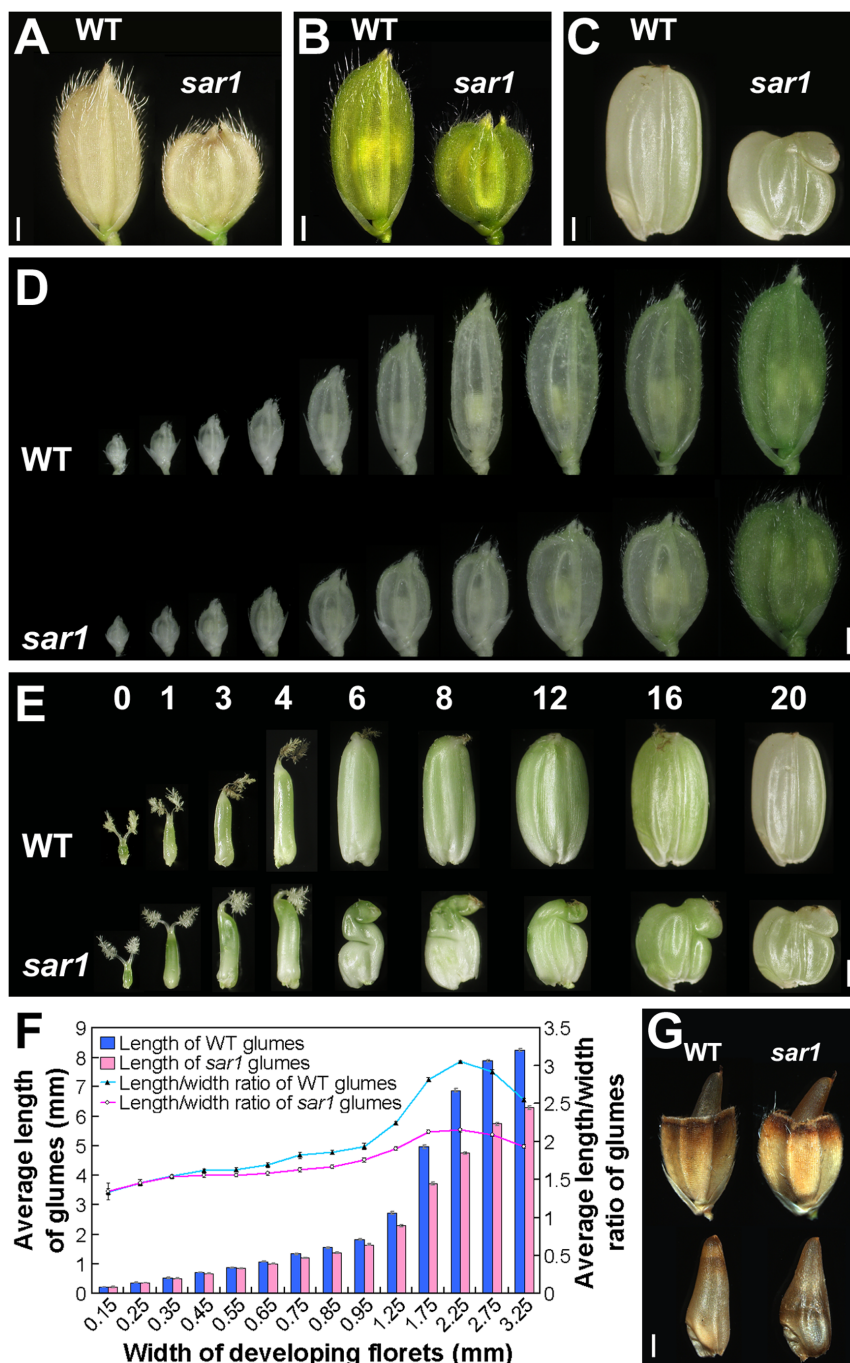 A WT sar1
B WT sar1
C WT sar1
D
WT
sar1
E 0 1 3 4 6 8 12 16 20
WT
sar1
F
Average length
of glumes (mm)
9
8
7
6
5
4
3
2
1
0
Length of WT glumes
Length of sar1 glumes
Length/width ratio of WT glumes
Length/width ratio of sar1 glumes
3.5
3
2.5
2
1.5
1
0.5
0
Average length/width
ratio of glumes
0.15 0.25 0.35 0.45 0.55 0.65 0.75 0.85 0.95 1.25 1.75 2.25 2.75 3.25
Width of developing florets (mm)
G
WT sar1